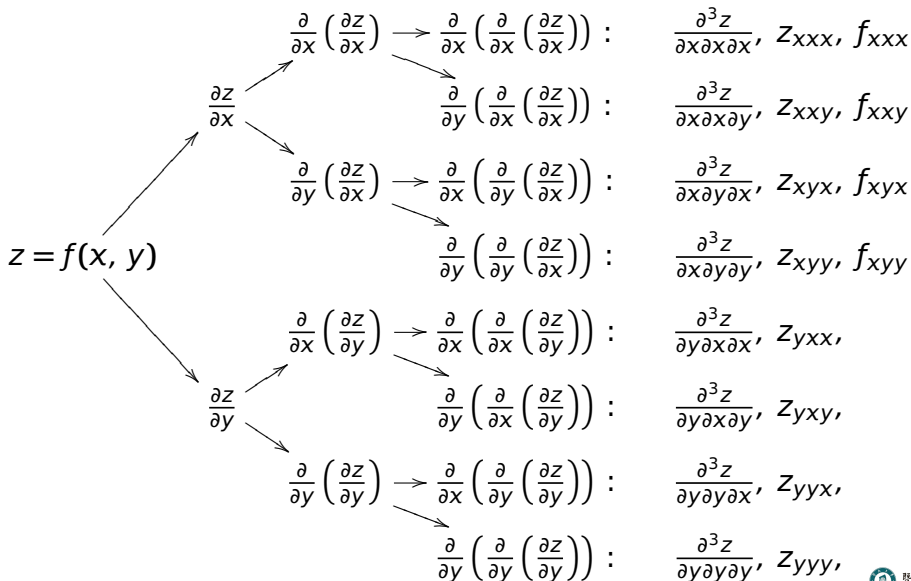 ∂/∂x (∂z/∂x) → ∂/∂x (∂/∂x (∂z/∂x)) : ∂³z/∂x∂x∂x, z_xxx, f_xxx
∂z/∂x ∂/∂y (∂/∂x (∂z/∂x)) : ∂³z/∂x∂x∂y, z_xxy, f_xxy
∂/∂y (∂z/∂x) → ∂/∂x (∂/∂y (∂z/∂x)) : ∂³z/∂x∂y∂x, z_xyx, f_xyx
z = f(x, y) ∂/∂y (∂/∂y (∂z/∂x)) : ∂³z/∂x∂y∂y, z_xyy, f_xyy
∂/∂x (∂z/∂y) → ∂/∂x (∂/∂x (∂z/∂y)) : ∂³z/∂y∂x∂x, z_yxx,
∂z/∂y ∂/∂y (∂/∂x (∂z/∂y)) : ∂³z/∂y∂x∂y, z_yxy,
∂/∂y (∂z/∂y) → ∂/∂x (∂/∂y (∂z/∂y)) : ∂³z/∂y∂y∂x, z_yyx,
∂/∂y (∂/∂y (∂z/∂y)) : ∂³z/∂y∂y∂y, z_yyy,